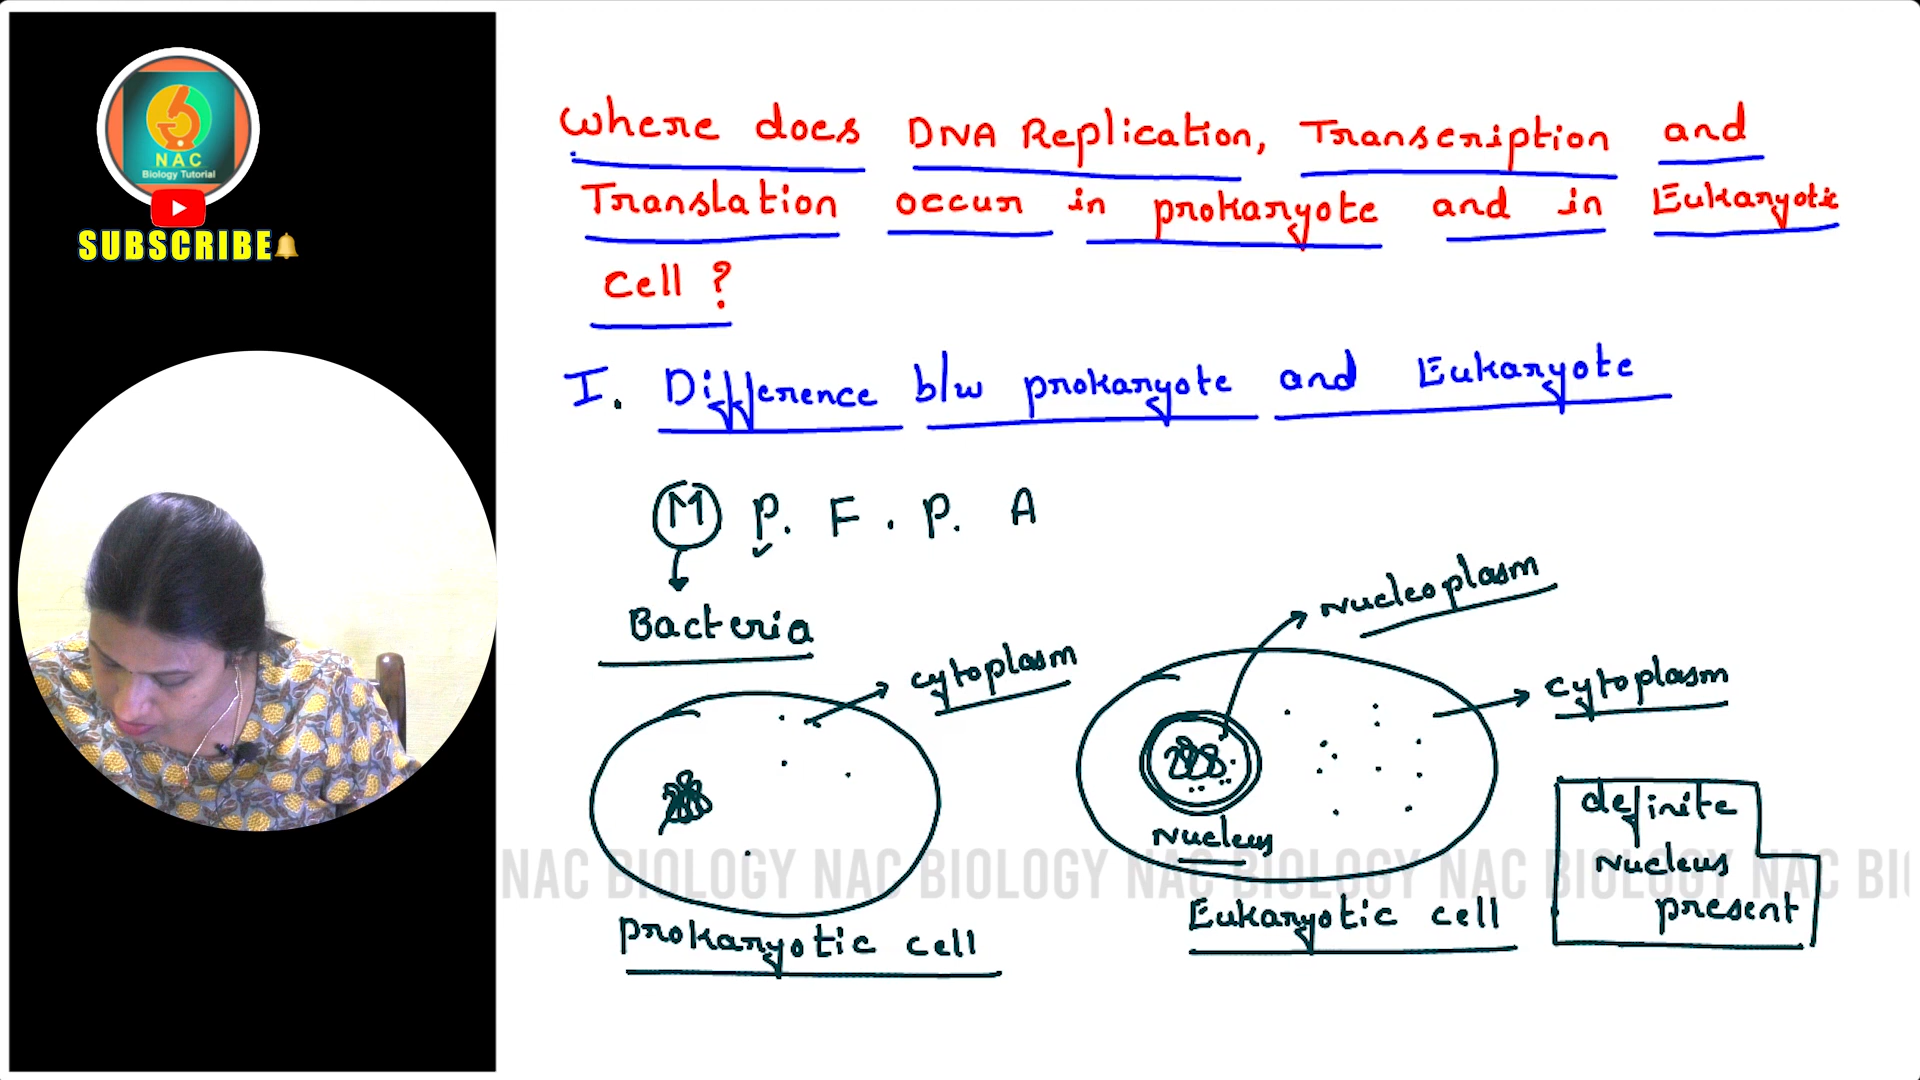 NAC
Biology Tutorial
SUBSCRIBE
Where does DNA Replication, Transcription and
Translation occur in prokaryote and in Eukaryotic
Cell ?
I. Difference b/w prokaryote and Eukaryote
M P. F. P. A
Bacteria
cytoplasm
Prokaryotic cell
Nucleoplasm
cytoplasm
Nucleus
Eukaryotic cell
definite
Nucleus
present
NAC BIOLOGY NAC BIOLOGY NAC BIOLOGY NAC BIOLOGY NAC BI